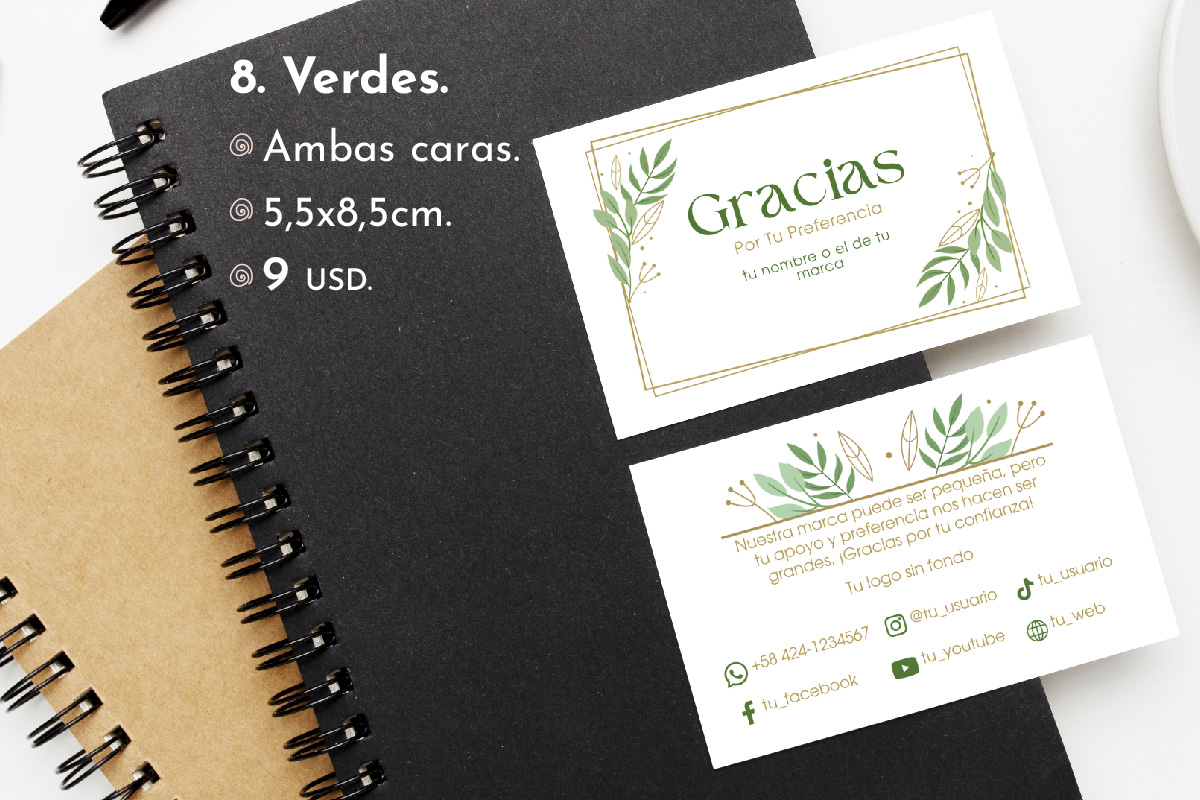 8. Verdes.
Ambas caras.
5,5x8,5cm.
9 USD.
Gracias
Por Tu Preferencia
tu nombre o el de tu
marca
Nuestra marca puede ser pequeña, pero
tu apoyo y preferencia nos hacen ser
grandes. ¡Gracias por tu confianza!
Tu logo sin fondo
+58 424-1234567
@tu_usuario
tu_usuario
tu_facebook
tu_youtube
tu_web